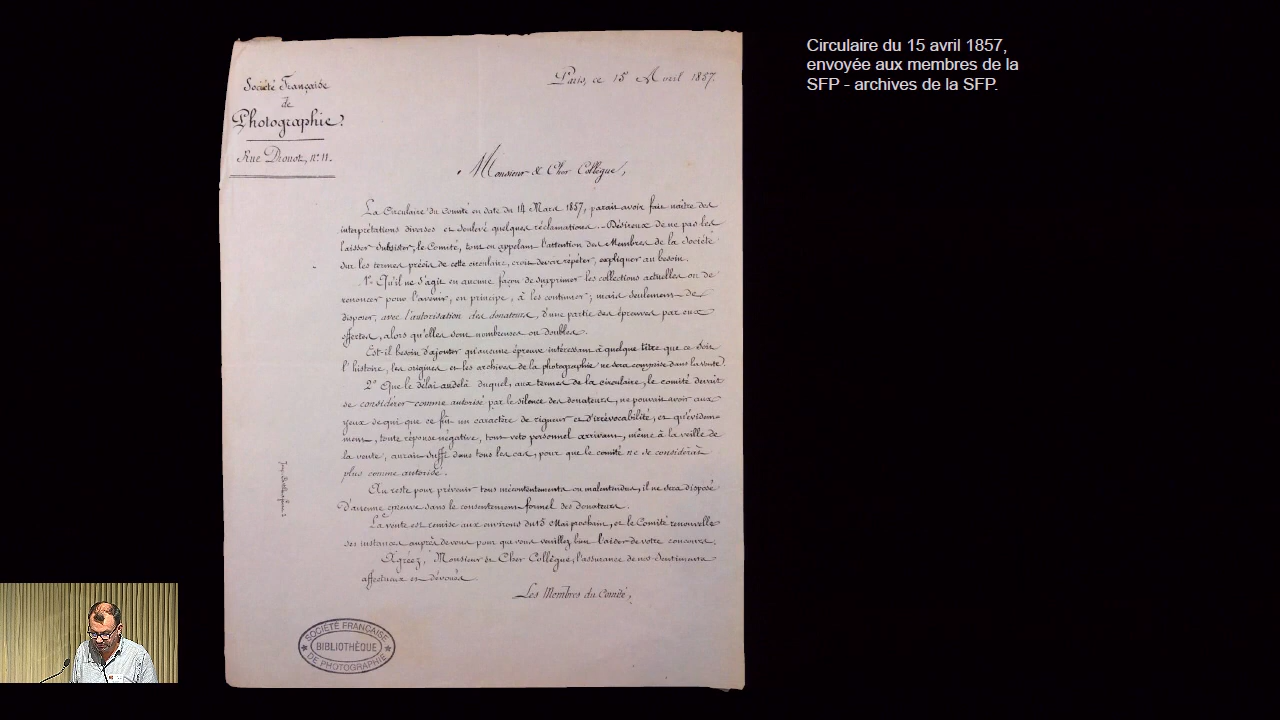 Société Française
de
Photographie
Rue Drouot, n° 11.
Paris, ce 15 Avril 1857.
Monsieur & Cher Collègue,
La Circulaire du Comité en date du 14 Mars 1857, parait avoir fait naître des
interprétations diverses et soulevé quelques réclamations. - Désireux de ne pas les
laisser subsister, le Comité, tout en appelant l'attention des Membres de la Société
sur les termes précis de cette circulaire, croit devoir répéter, expliquer au besoin.
1° Qu'il ne s'agit en aucune façon de supprimer les collections actuelles ou de
renoncer pour l'avenir, en principe, à les continuer; mais seulement de
disposer, avec l'autorisation des donateurs, d'une partie des épreuves par eux
offertes, alors qu'elles sont nombreuses ou doubles.
Est-il besoin d'ajouter qu'aucune épreuve intéressant à quelque titre que ce soit
l'histoire, les origines et les archives de la photographie ne sera comprise dans la vente.
2° Que le délai au delà duquel, aux termes de la circulaire, le comité devait
se considérer comme autorisé par le silence des donateurs, ne pouvait avoir aux
yeux de qui que ce fut un caractère de rigueur et d'irrévocabilité, et qu'évidem-
ment, toute réponse négative, tout veto personnel arrivant, même à la veille de
la vente, aurait suffi dans tous les cas, pour que le comité ne se considérât
plus comme autorisé.
Au reste pour prévenir tous mécontentements ou malentendus, il ne sera disposé
d'aucune épreuve sans le consentement formel des Donateurs.
La vente est remise aux environs du 15 Mai prochain, et le Comité renouvelle
ses instances auprès de vous pour que vous veuillez bien l'aider de votre concours.
Agréez, Monsieur & Cher Collègue, l'assurance de nos sentiments
affectueux et dévoués.
Les Membres du Comité,
SOCIÉTÉ FRANÇAISE
BIBLIOTHÈQUE
DE PHOTOGRAPHIE
Circulaire du 15 avril 1857,
envoyée aux membres de la
SFP - archives de la SFP.